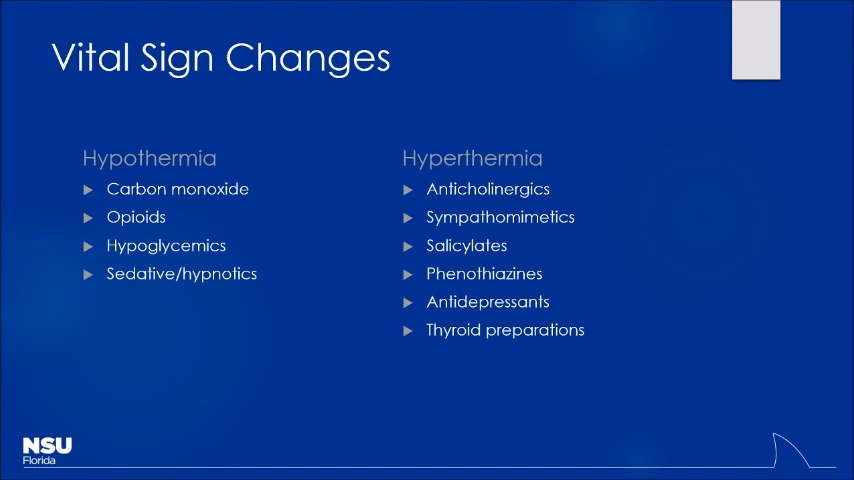 Vital Sign Changes
Hypothermia
Carbon monoxide
Opioids
Hypoglycemics
Sedative/hypnotics
Hyperthermia
Anticholinergics
Sympathomimetics
Salicylates
Phenothiazines
Antidepressants
Thyroid preparations
NSU
Florida